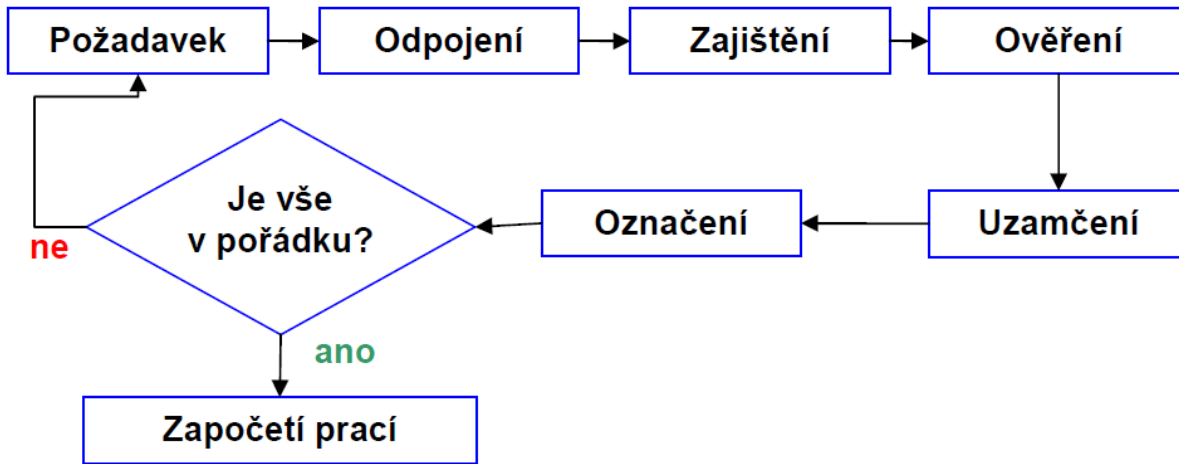 Požadavek
Odpojení
Zajištění
Ověření
Uzamčení
Označení
Je vše
v pořádku?
ne
ano
Započetí prací